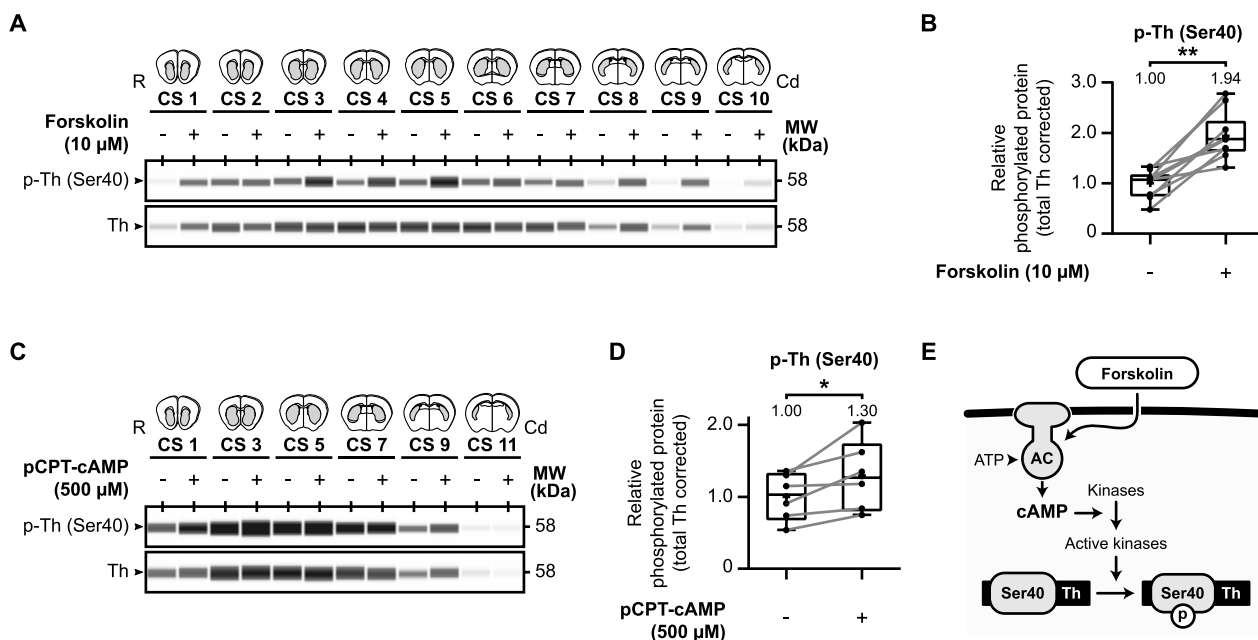 A
R
CS 1 CS 2 CS 3 CS 4 CS 5 CS 6 CS 7 CS 8 CS 9 CS 10
Cd
Forskolin
(10 µM)
- + - + - + - + - + - + - + - + - + - +
MW
(kDa)
p-Th (Ser40)
58
Th
58
B
p-Th (Ser40)
**
1.00 1.94
Relative
phosphorylated protein
(total Th corrected)
3.0
2.0
1.0
0
Forskolin (10 µM) - +
C
R
CS 1 CS 3 CS 5 CS 7 CS 9 CS 11
Cd
pCPT-cAMP
(500 µM)
- + - + - + - + - + - +
MW
(kDa)
p-Th (Ser40)
58
Th
58
D
p-Th (Ser40)
*
1.00 1.30
Relative
phosphorylated protein
(total Th corrected)
2.0
1.0
0
pCPT-cAMP
(500 µM)
- +
E
Forskolin
ATP
AC
Kinases
cAMP
Active kinases
Ser40 Th
Ser40 Th
p